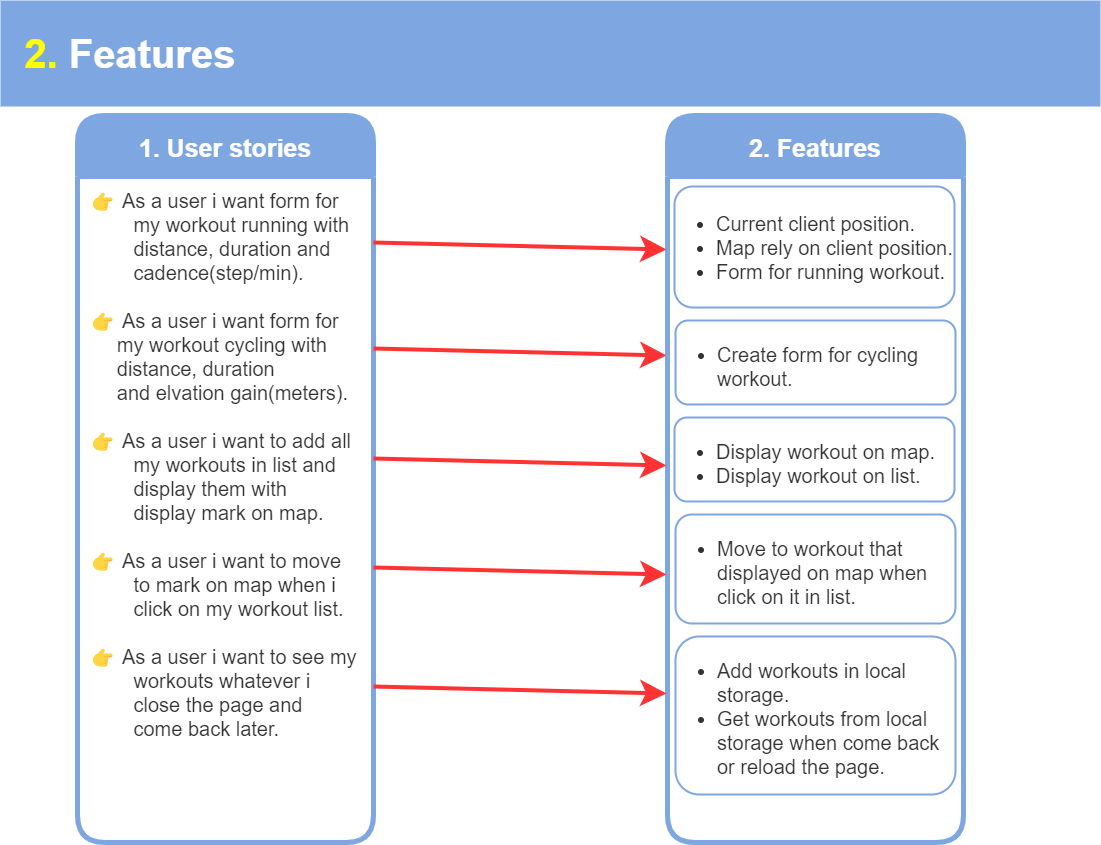 2. Features
1. User stories
👉 As a user i want form for
my workout running with
distance, duration and
cadence(step/min).
👉 As a user i want form for
my workout cycling with
distance, duration
and elvation gain(meters).
👉 As a user i want to add all
my workouts in list and
display them with
display mark on map.
👉 As a user i want to move
to mark on map when i
click on my workout list.
👉 As a user i want to see my
workouts whatever i
close the page and
come back later.
2. Features
• Current client position.
• Map rely on client position.
• Form for running workout.
• Create form for cycling
workout.
• Display workout on map.
• Display workout on list.
• Move to workout that
displayed on map when
click on it in list.
• Add workouts in local
storage.
• Get workouts from local
storage when come back
or reload the page.